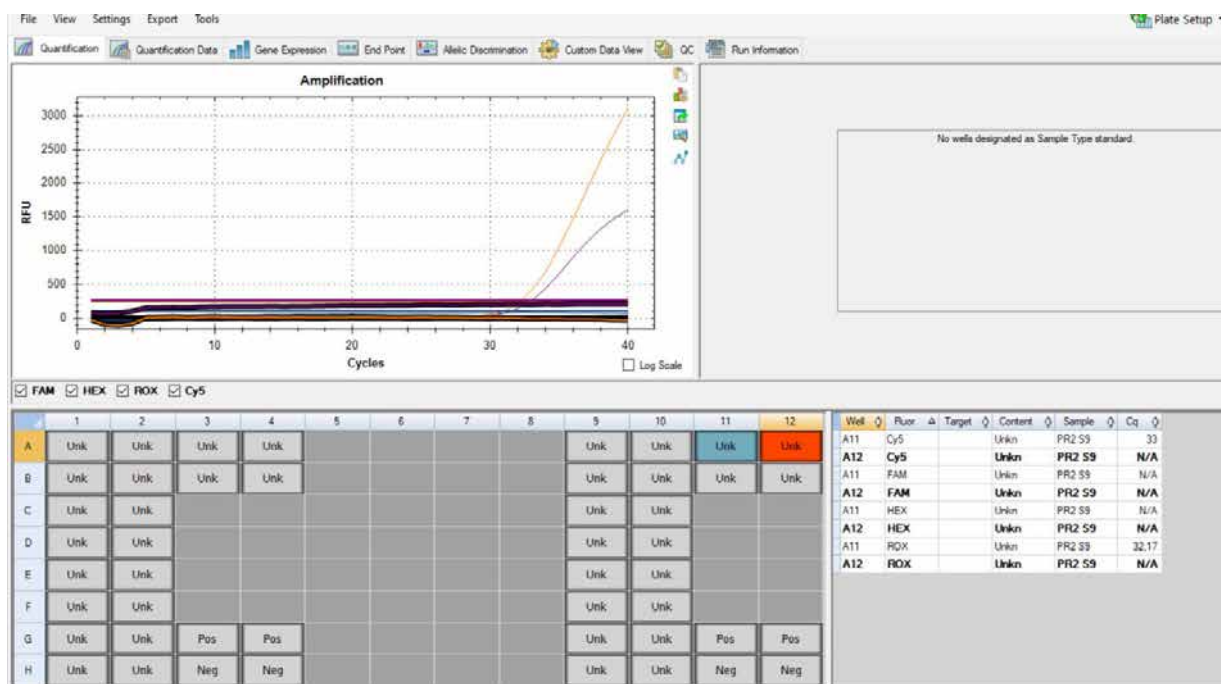 File View Settings Export Tools Plate Setup
Quantification Quantification Data Gene Expression End Point Allelic Discrimination Custom Data View QC Run Information
Amplification
3000
2500
2000
1500
1000
500
0
RFU
0 10 20 30 40
Cycles
Log Scale
No wells designated as Sample Type standard.
FAM HEX ROX Cy5
1 2 3 4 5 6 7 8 9 10 11 12
A Unk Unk Unk Unk Unk Unk Unk Unk
B Unk Unk Unk Unk Unk Unk Unk Unk
C Unk Unk Unk Unk
D Unk Unk Unk Unk
E Unk Unk Unk Unk
F Unk Unk Unk Unk
G Unk Unk Pos Pos Unk Unk Pos Pos
H Unk Unk Neg Neg Unk Unk Neg Neg
Well Fluor Target Content Sample Cq
A11 Cy5 Unkn PR2 S9 33
A12 Cy5 Unkn PR2 S9 N/A
A11 FAM Unkn PR2 S9 N/A
A12 FAM Unkn PR2 S9 N/A
A11 HEX Unkn PR2 S9 N/A
A12 HEX Unkn PR2 S9 N/A
A11 ROX Unkn PR2 S9 32,17
A12 ROX Unkn PR2 S9 N/A